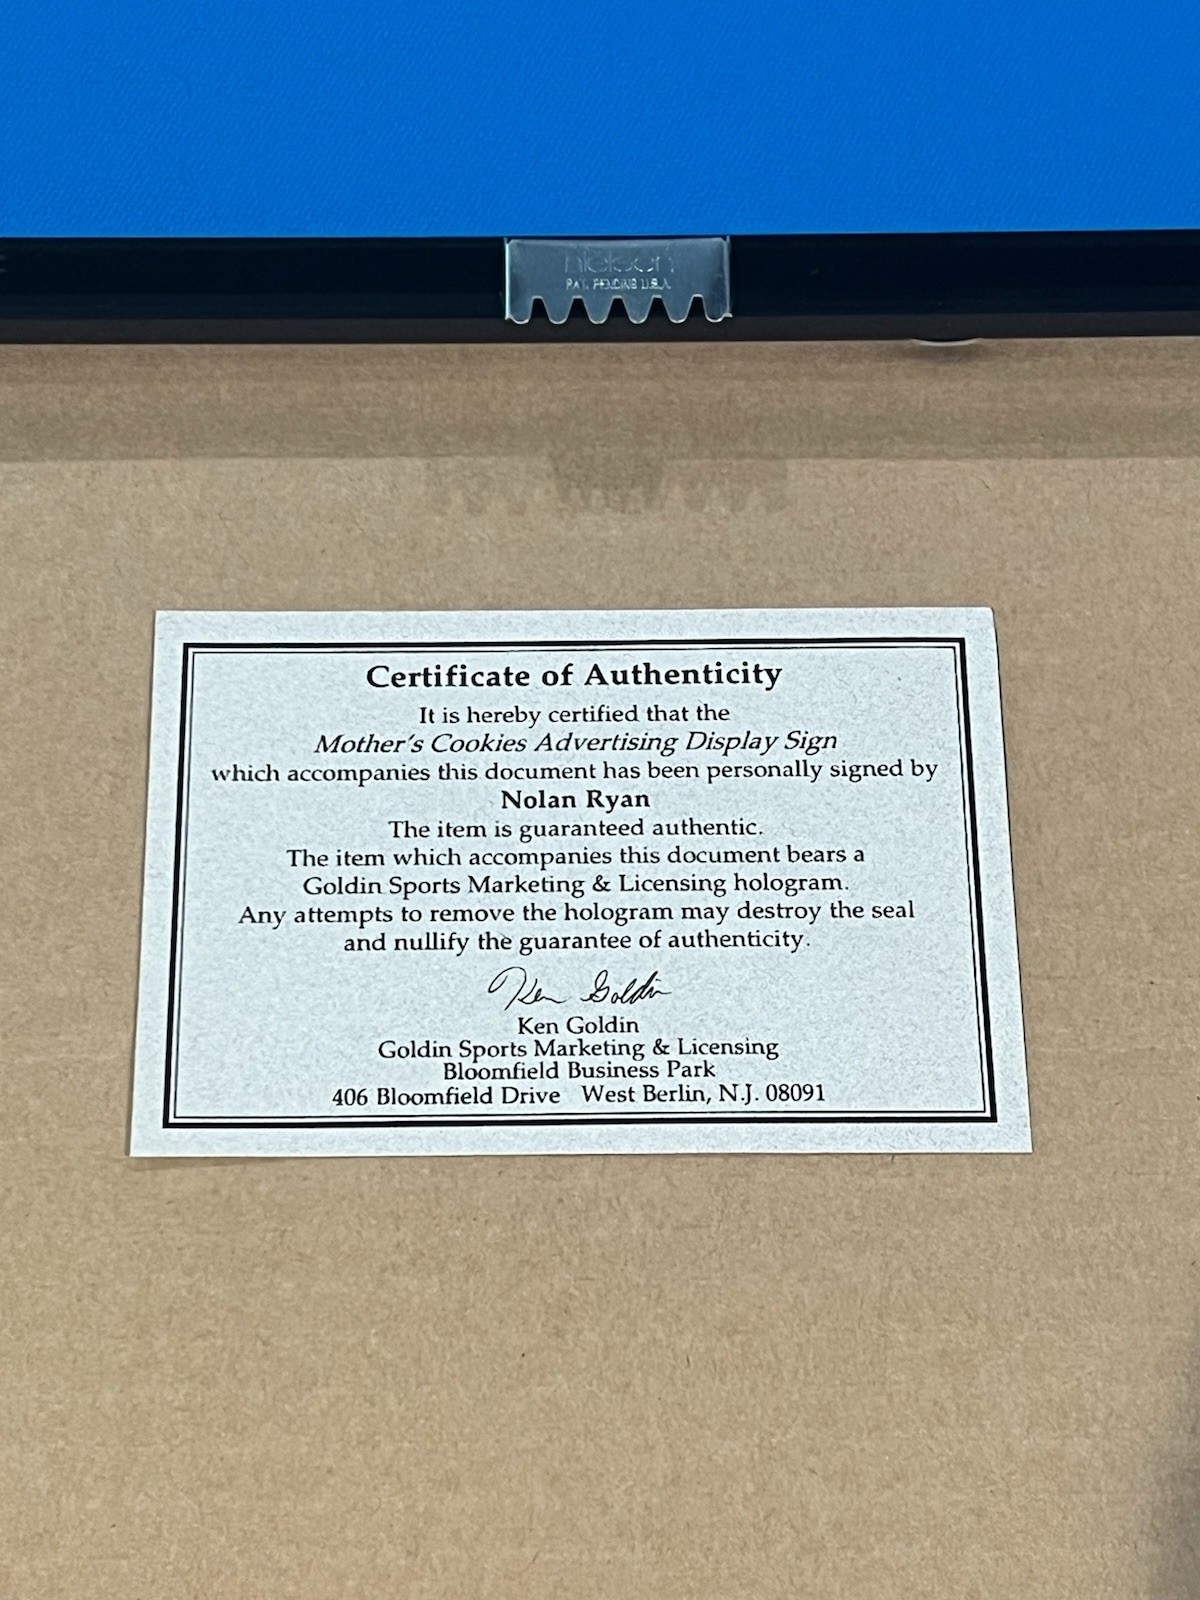 nielsen
PAT. PENDING U.S.A.
Certificate of Authenticity
It is hereby certified that the
Mother's Cookies Advertising Display Sign
which accompanies this document has been personally signed by
Nolan Ryan
The item is guaranteed authentic.
The item which accompanies this document bears a
Goldin Sports Marketing & Licensing hologram.
Any attempts to remove the hologram may destroy the seal
and nullify the guarantee of authenticity.
Ken Goldin
Ken Goldin
Goldin Sports Marketing & Licensing
Bloomfield Business Park
406 Bloomfield Drive West Berlin, N.J. 08091